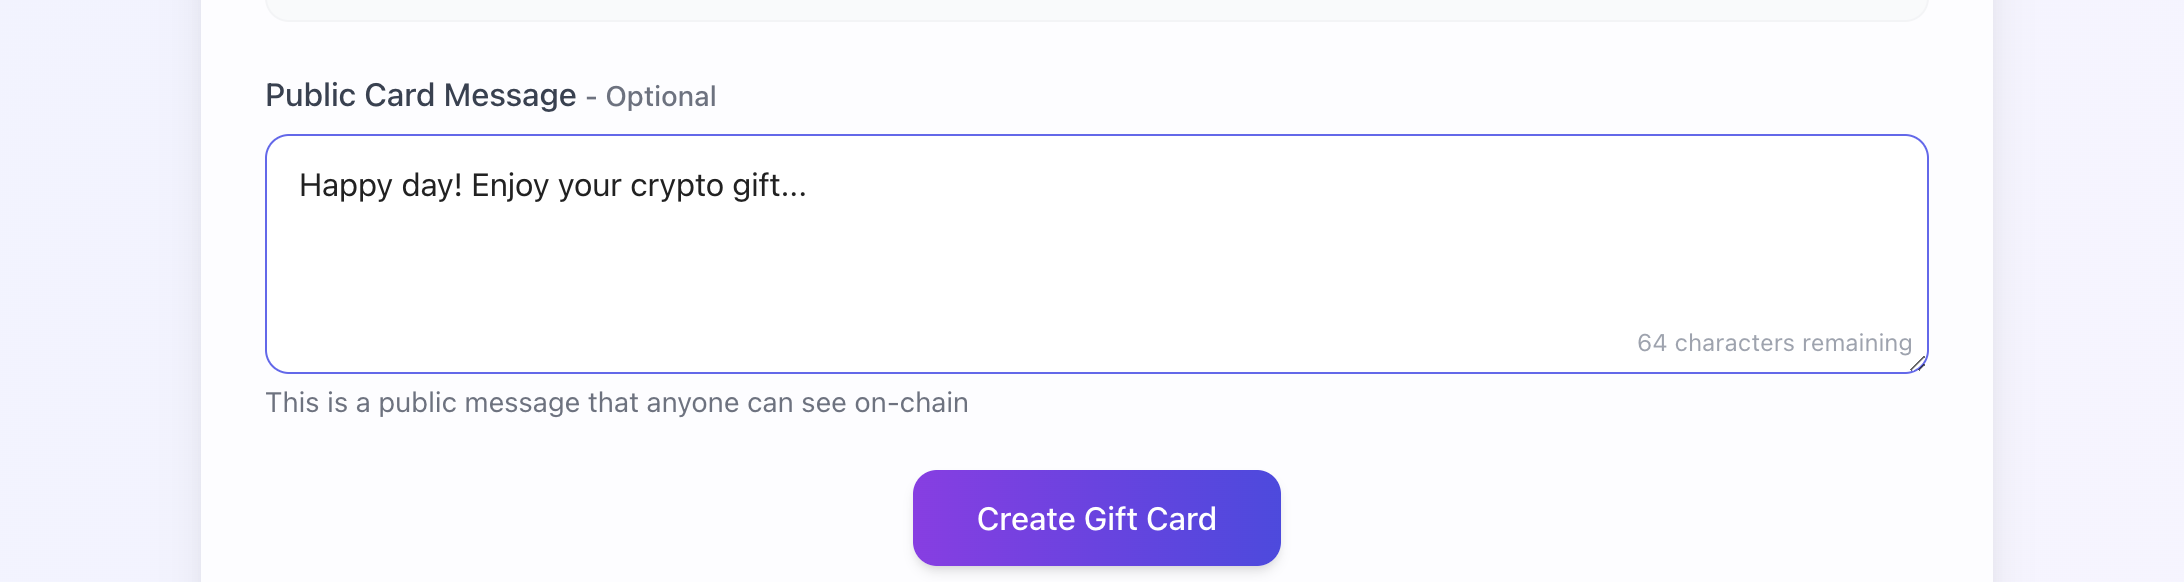 Public Card Message - Optional
Happy day! Enjoy your crypto gift...
64 characters remaining
This is a public message that anyone can see on-chain
Create Gift Card